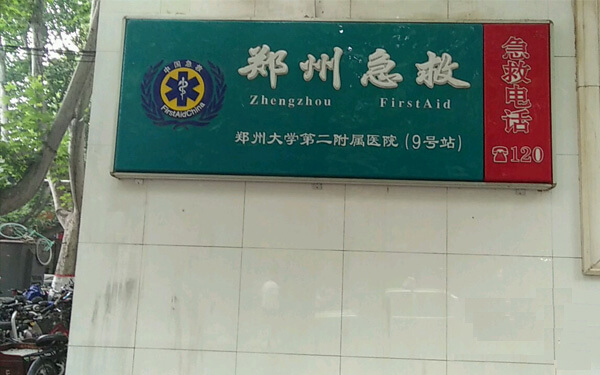 中国急救
FirstAidChina
郑州急救
Zhengzhou FirstAid
郑州大学第二附属医院(9号站)
急救电话
☎120